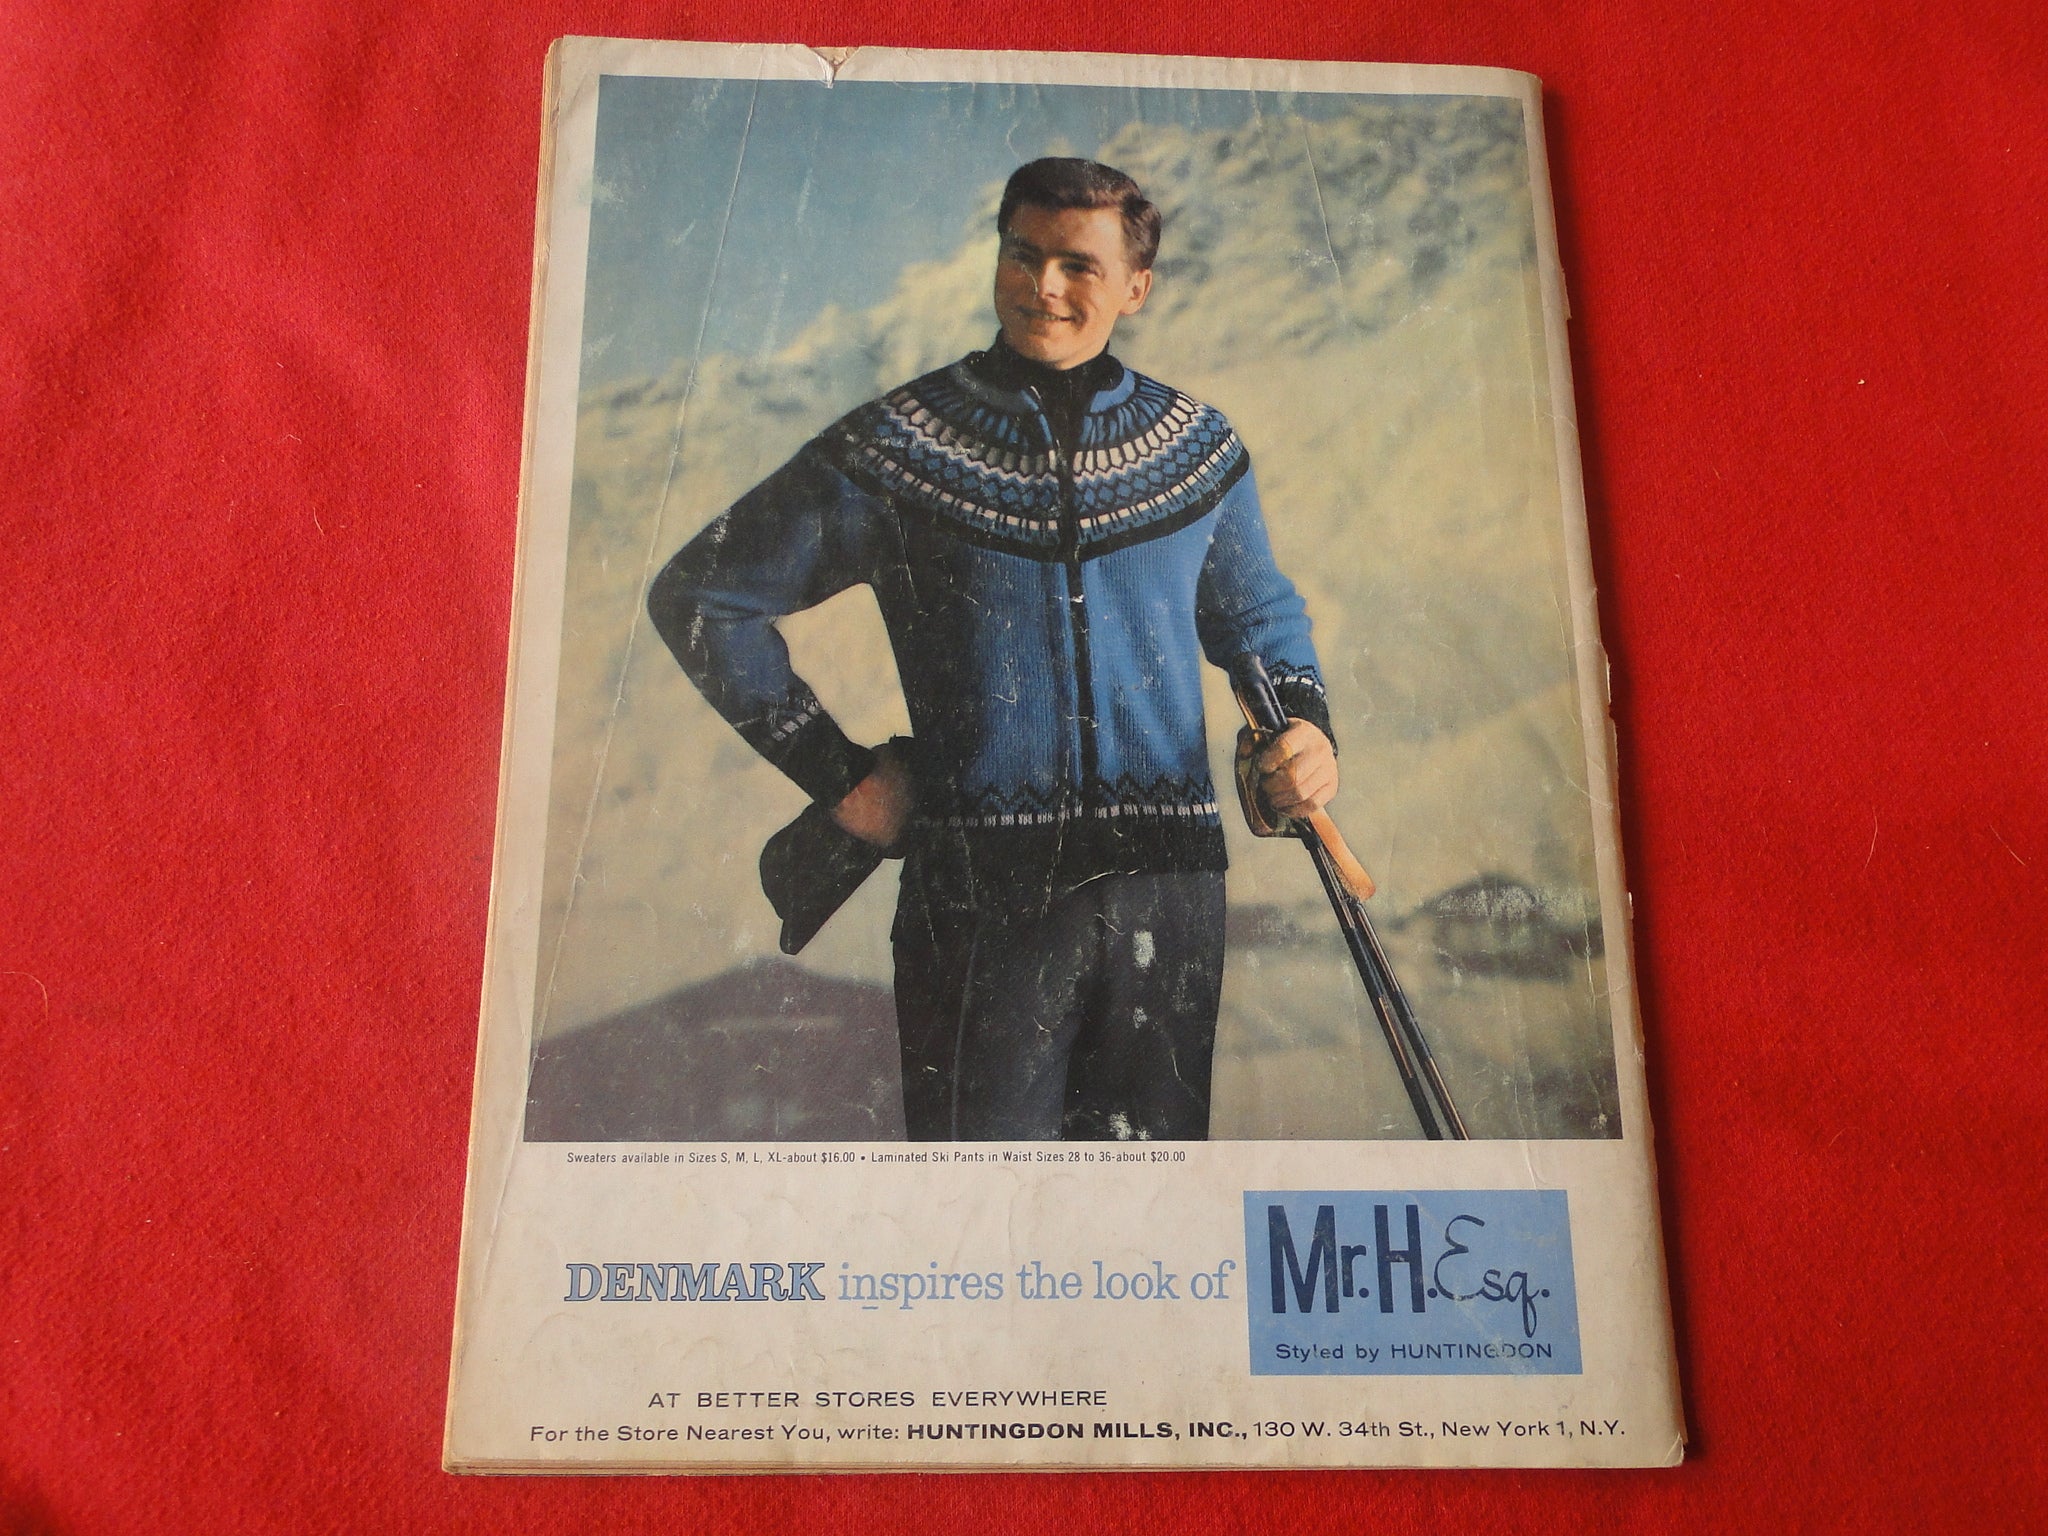 Sweaters available in Sizes S, M, L, XL-about $16.00 • Laminated Ski Pants in Waist Sizes 28 to 36-about $20.00
DENMARK inspires the look of
Mr. H. Esq.
Styled by HUNTINGDON
AT BETTER STORES EVERYWHERE
For the Store Nearest You, write: HUNTINGDON MILLS, INC., 130 W. 34th St., New York 1, N.Y.